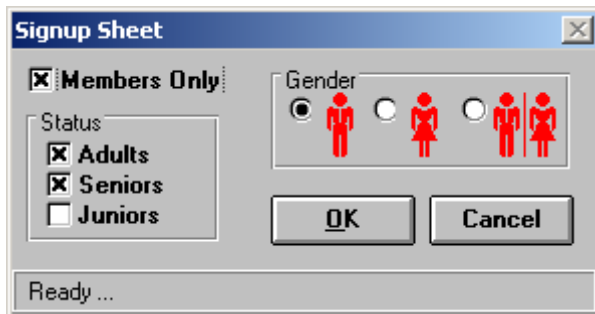 Signup Sheet
Members Only
Gender
Status
Adults
Seniors
Juniors
OK
Cancel
Ready ...